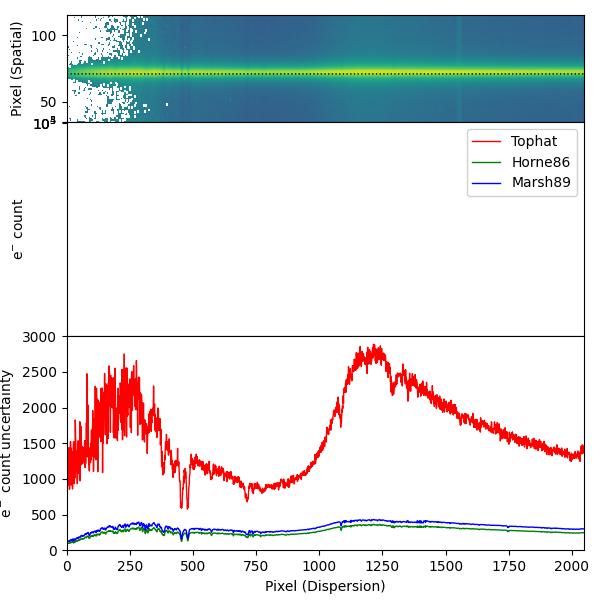 100
Pixel (Spatial)
50
Tophat
Horne86
Marsh89
e⁻ count
3000
2500
2000
1500
1000
500
0
e⁻ count uncertainty
0 250 500 750 1000 1250 1500 1750 2000
Pixel (Dispersion)